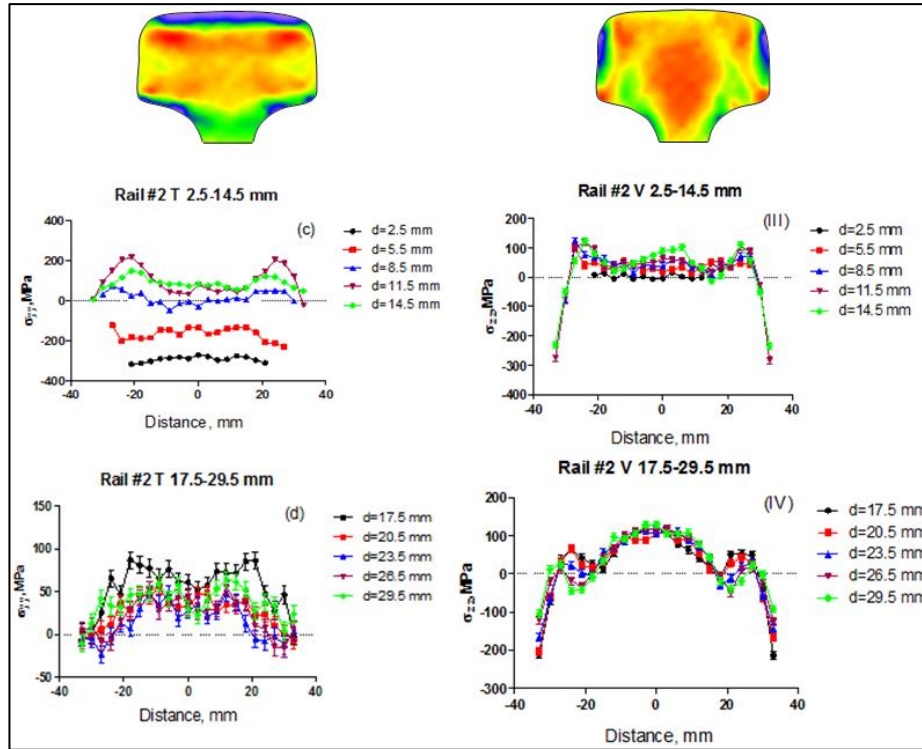 Rail #2 T 2.5-14.5 mm
(c)
400
200
0
-200
-400
σyy,MPa
-40
-20
0
20
40
Distance, mm
d=2.5 mm
d=5.5 mm
d=8.5 mm
d=11.5 mm
d=14.5 mm
Rail #2 V 2.5-14.5 mm
(III)
200
100
0
-100
-200
-300
-400
σzz,MPa
-40
-20
0
20
40
Distance, mm
d=2.5 mm
d=5.5 mm
d=8.5 mm
d=11.5 mm
d=14.5 mm
Rail #2 T 17.5-29.5 mm
(d)
150
100
50
0
-50
σyy,MPa
-40
-20
0
20
40
Distance, mm
d=17.5 mm
d=20.5 mm
d=23.5 mm
d=26.5 mm
d=29.5 mm
Rail #2 V 17.5-29.5 mm
(IV)
200
100
0
-100
-200
-300
σzz,MPa
-40
-20
0
20
40
Distance, mm
d=17.5 mm
d=20.5 mm
d=23.5 mm
d=26.5 mm
d=29.5 mm